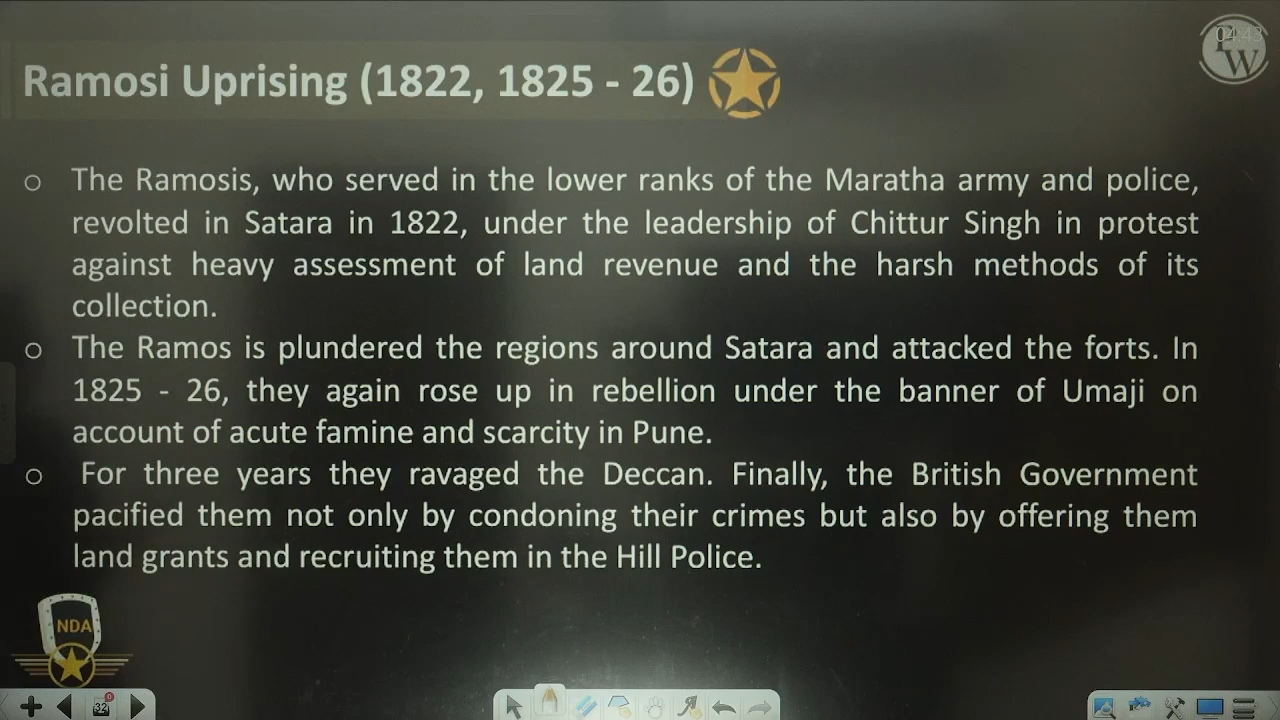 Ramosi Uprising (1822, 1825 - 26)
The Ramosis, who served in the lower ranks of the Maratha army and police,
revolted in Satara in 1822, under the leadership of Chittur Singh in protest
against heavy assessment of land revenue and the harsh methods of its
collection.
The Ramos is plundered the regions around Satara and attacked the forts. In
1825 - 26, they again rose up in rebellion under the banner of Umaji on
account of acute famine and scarcity in Pune.
For three years they ravaged the Deccan. Finally, the British Government
pacified them not only by condoning their crimes but also by offering them
land grants and recruiting them in the Hill Police.
NDA
32